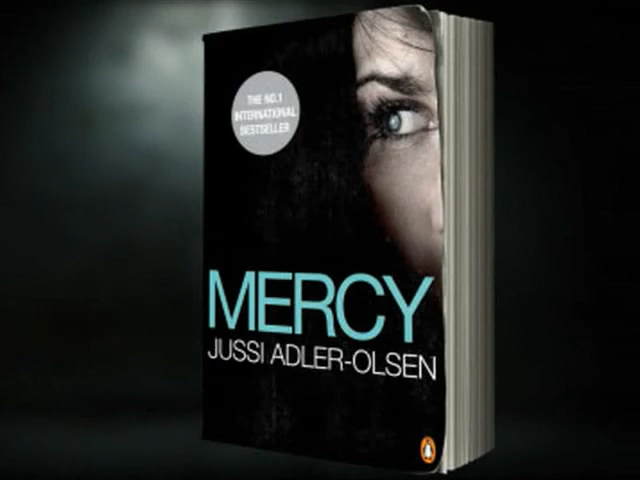 THE NO.1
INTERNATIONAL
BESTSELLER
MERCY
JUSSI ADLER-OLSEN